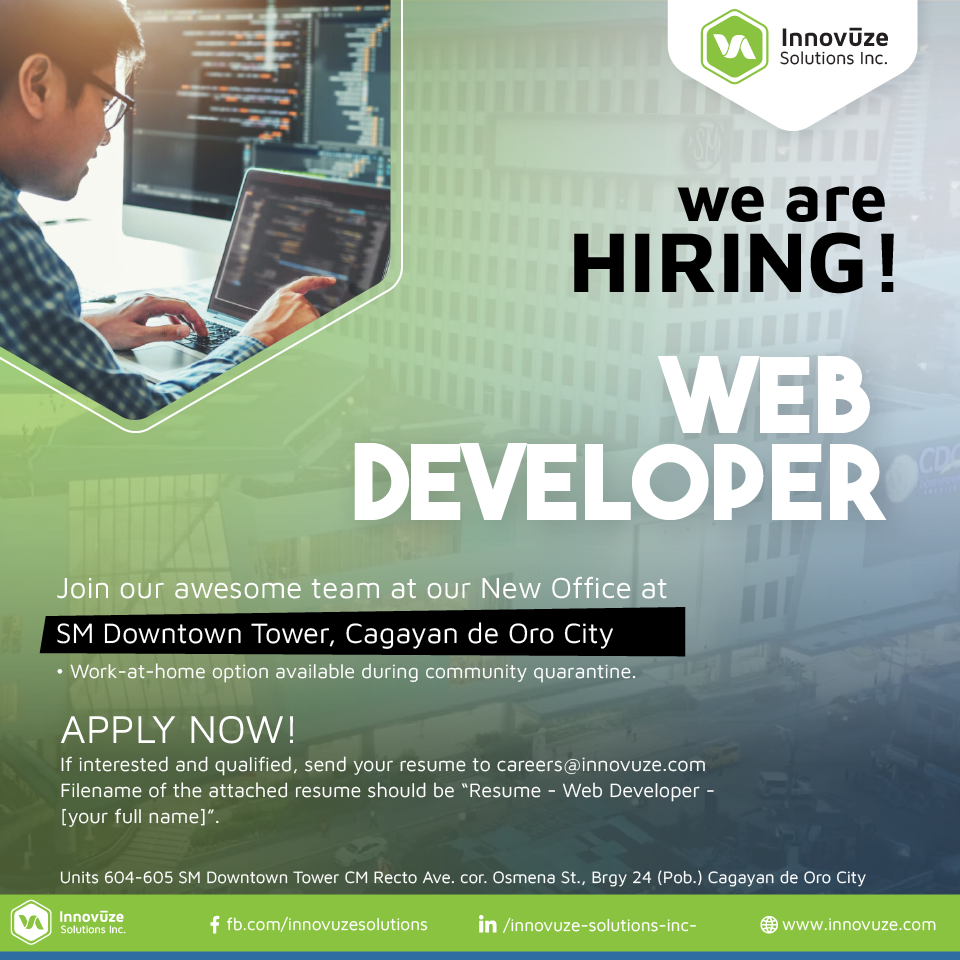 Innovūze
Solutions Inc.
we are
HIRING!
WEB
DEVELOPER
Join our awesome team at our New Office at
SM Downtown Tower, Cagayan de Oro City
• Work-at-home option available during community quarantine.
APPLY NOW!
If interested and qualified, send your resume to careers@innovuze.com
Filename of the attached resume should be “Resume - Web Developer -
[your full name]”.
Units 604-605 SM Downtown Tower CM Recto Ave. cor. Osmena St., Brgy 24 (Pob.) Cagayan de Oro City
Innovūze
Solutions Inc.
fb.com/innovuzesolutions
/innovuze-solutions-inc-
www.innovuze.com
SM